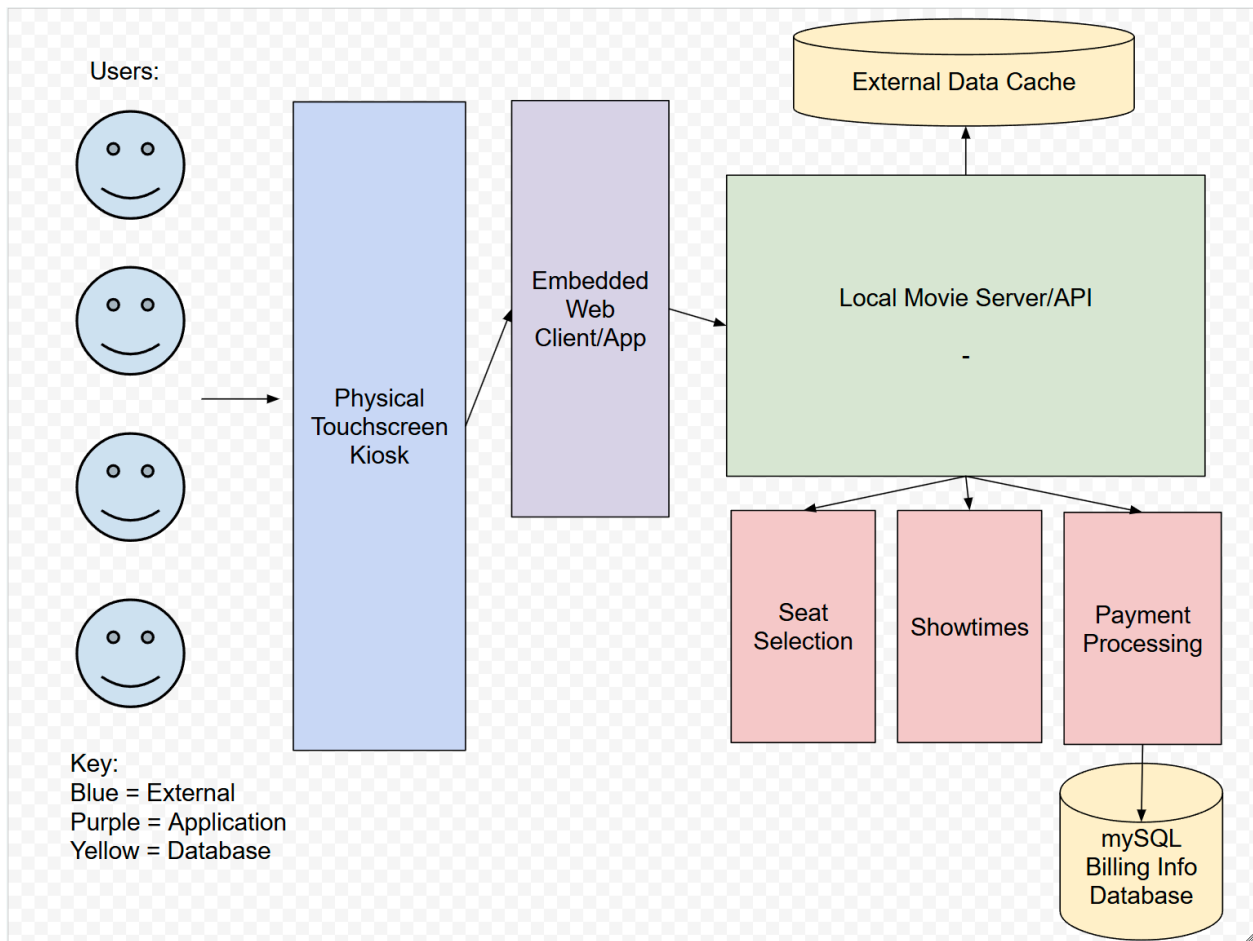 Users:
External Data Cache
Physical
Touchscreen
Kiosk
Embedded
Web
Client/App
Local Movie Server/API
-
Seat
Selection
Showtimes
Payment
Processing
mySQL
Billing Info
Database
Key:
Blue = External
Purple = Application
Yellow = Database